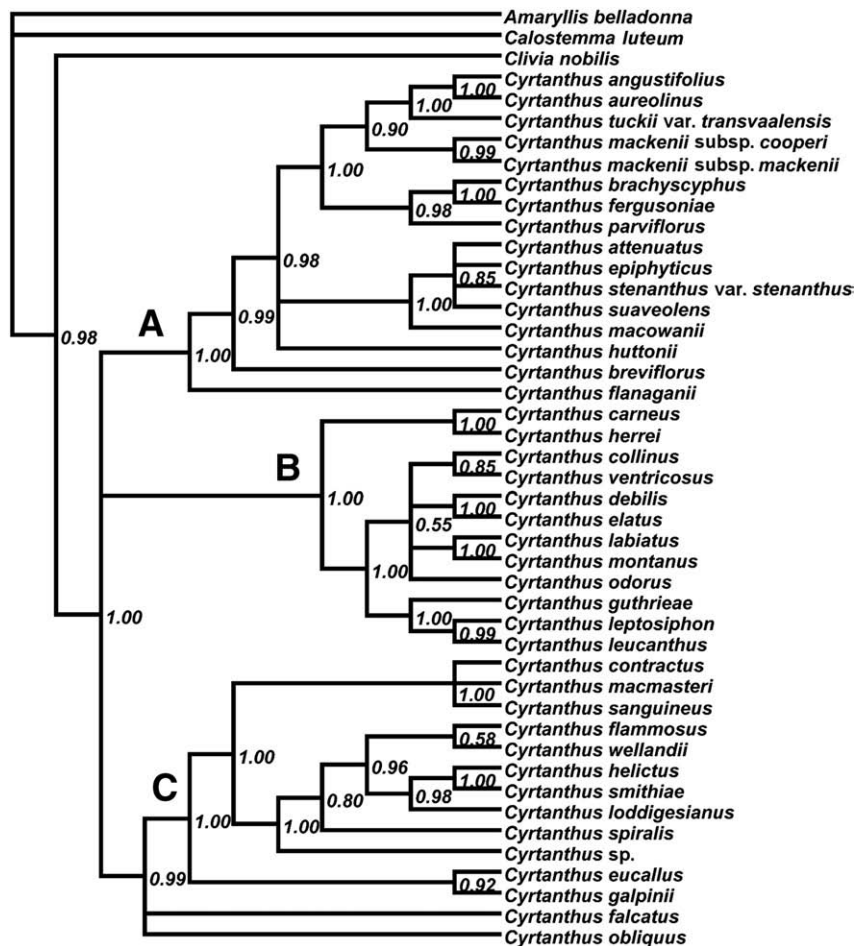 Amaryllis belladonna
Calostemma luteum
Clivia nobilis
Cyrtanthus angustifolius
1.00
Cyrtanthus aureolinus
1.00
Cyrtanthus tuckii var. transvaalensis
0.90
Cyrtanthus mackenii subsp. cooperi
0.99
Cyrtanthus mackenii subsp. mackenii
1.00
Cyrtanthus brachyscyphus
1.00
Cyrtanthus fergusoniae
0.98
Cyrtanthus parviflorus
Cyrtanthus attenuatus
0.98
Cyrtanthus epiphyticus
0.85
Cyrtanthus stenanthus var. stenanthus
Cyrtanthus suaveolens
0.99
1.00
Cyrtanthus macowanii
A
0.98
Cyrtanthus huttonii
1.00
Cyrtanthus breviflorus
Cyrtanthus flanaganii
Cyrtanthus carneus
1.00
Cyrtanthus herrei
B
Cyrtanthus collinus
0.85
Cyrtanthus ventricosus
1.00
Cyrtanthus debilis
1.00
Cyrtanthus elatus
0.55
Cyrtanthus labiatus
1.00
Cyrtanthus montanus
1.00
Cyrtanthus odorus
Cyrtanthus guthrieae
1.00
1.00
Cyrtanthus leptosiphon
0.99
Cyrtanthus leucanthus
Cyrtanthus contractus
Cyrtanthus macmasteri
1.00
Cyrtanthus sanguineus
Cyrtanthus flammosus
0.58
Cyrtanthus wellandii
1.00
0.96
Cyrtanthus helictus
C
1.00
Cyrtanthus smithiae
0.80
0.98
Cyrtanthus loddigesianus
1.00
1.00
Cyrtanthus spiralis
Cyrtanthus sp.
0.99
Cyrtanthus eucallus
0.92
Cyrtanthus galpinii
Cyrtanthus falcatus
Cyrtanthus obliquus